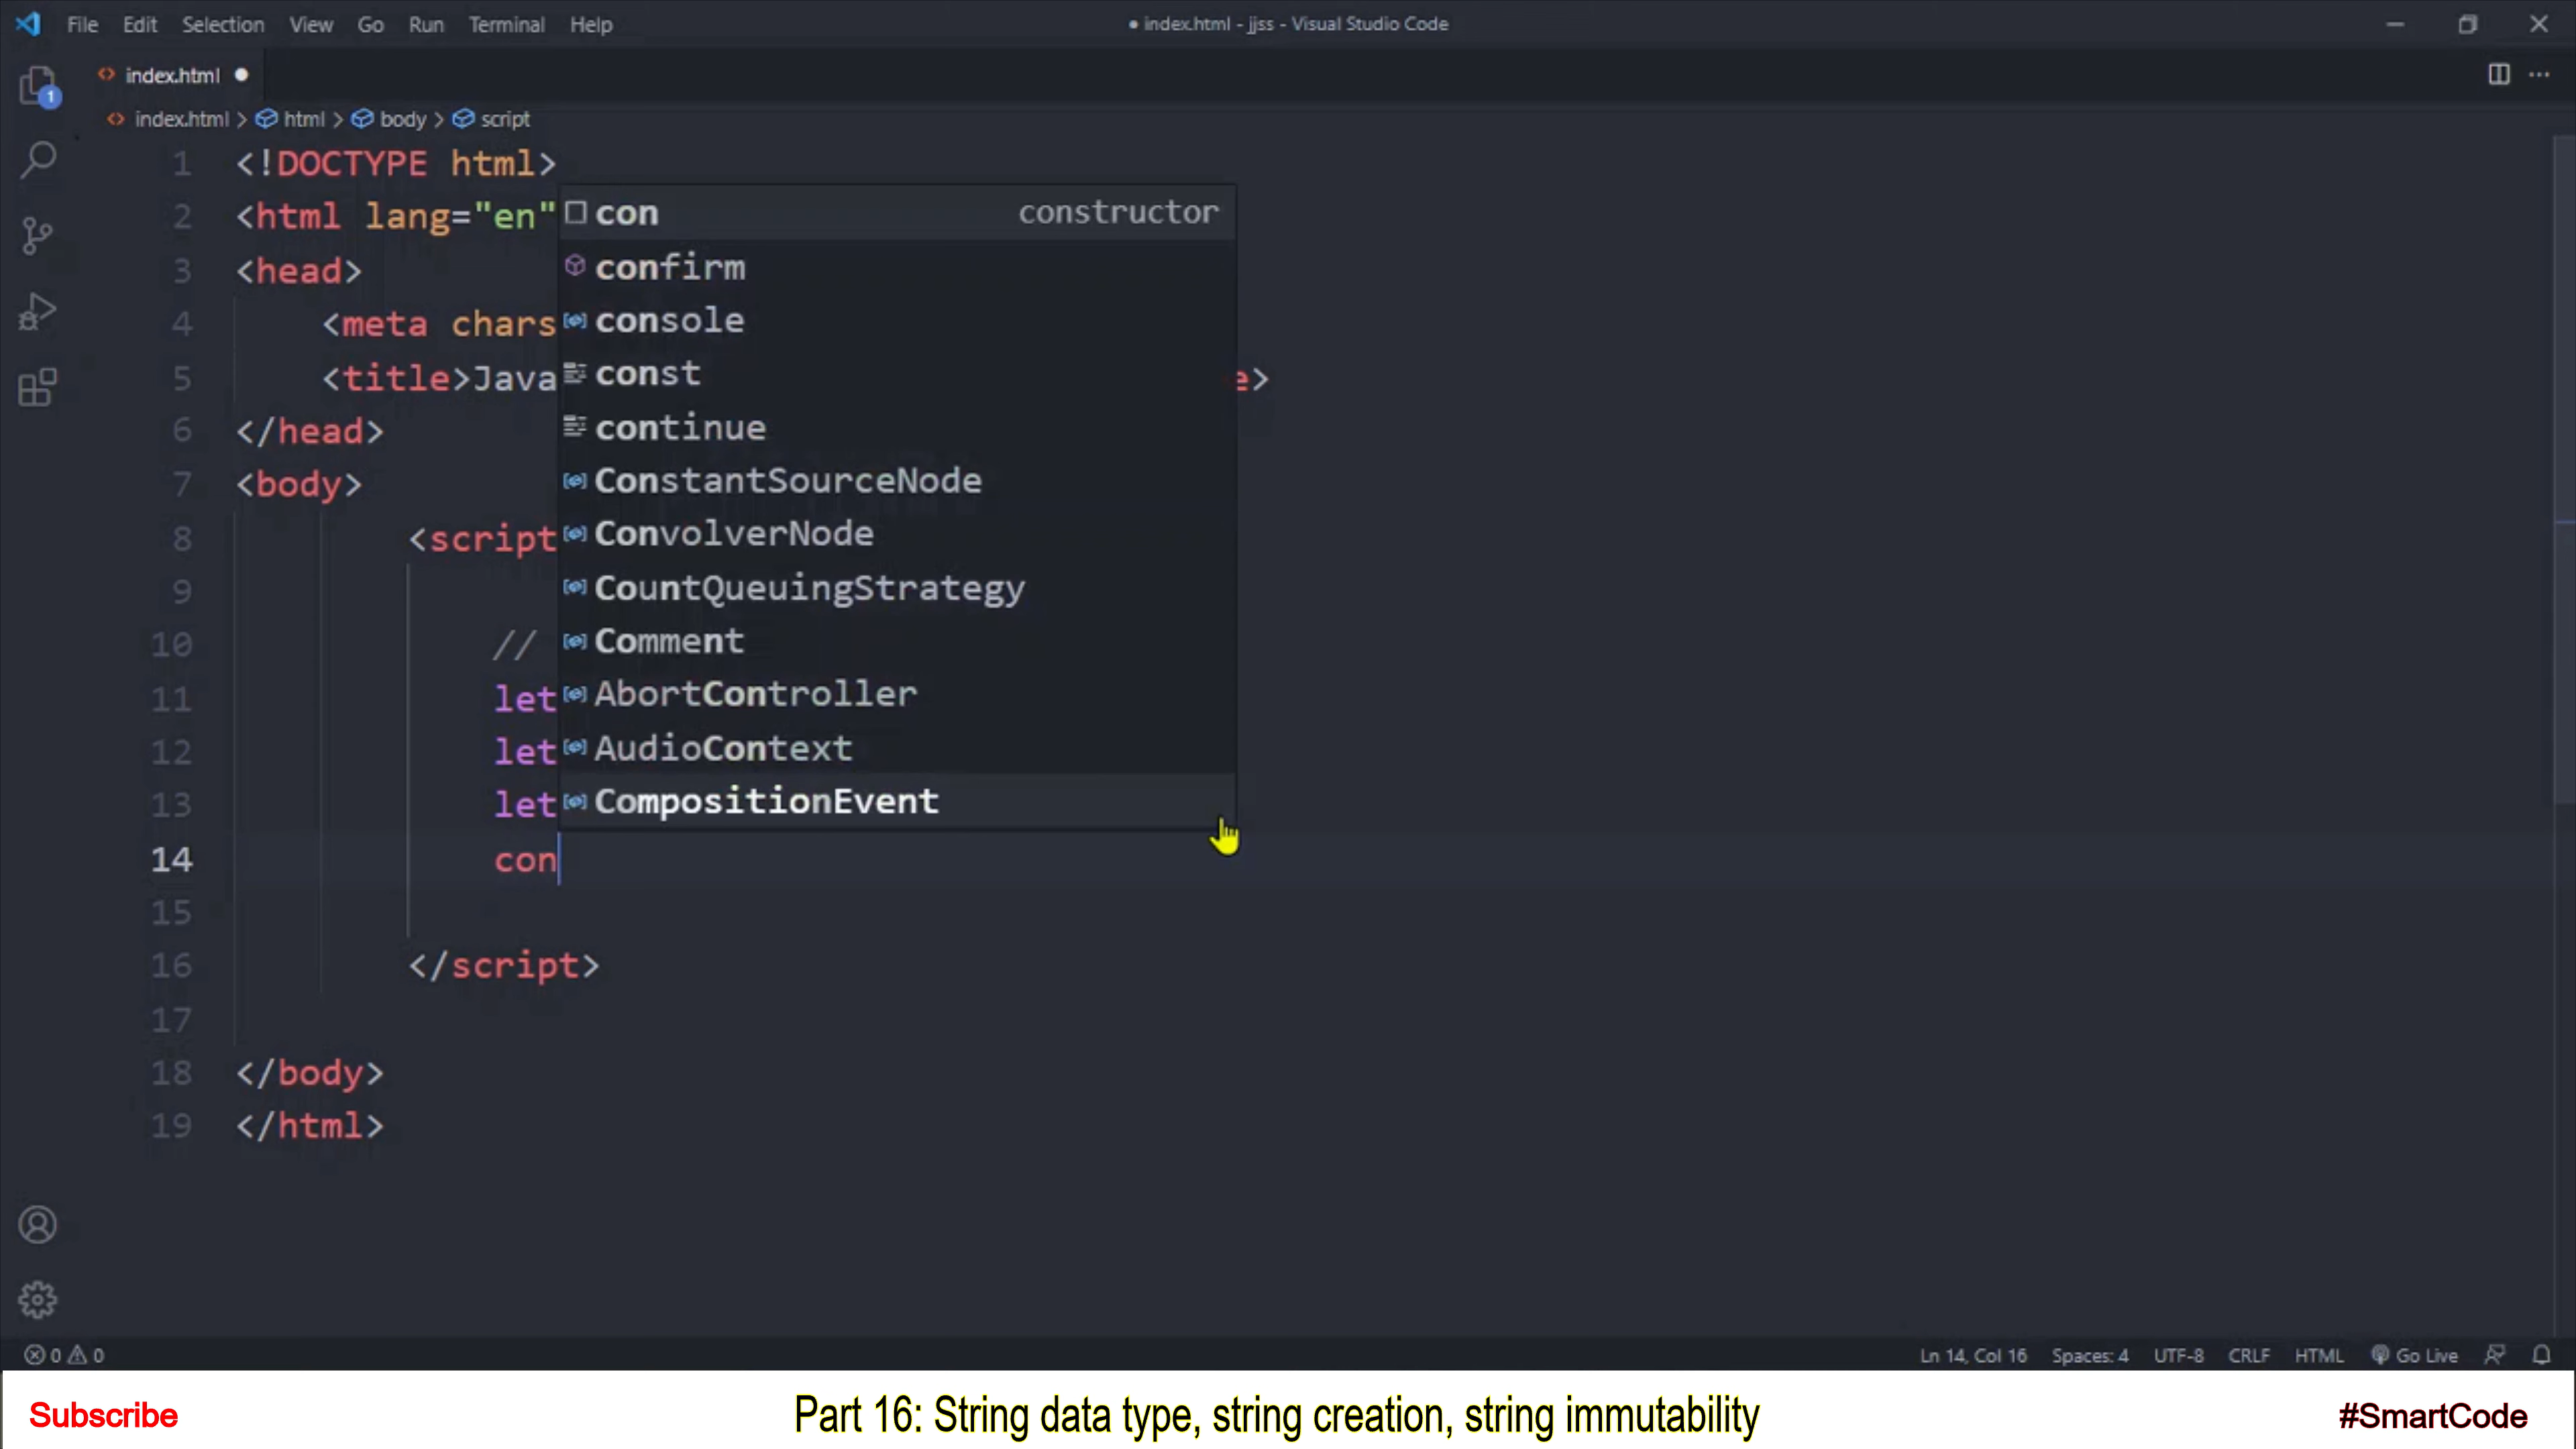 File Edit Selection View Go Run Terminal Help
● index.html - jjss - Visual Studio Code
index.html
1
index.html > html > body > script
1 <!DOCTYPE html>
2 <html lang="en"
3 <head>
4 <meta chars
5 <title>Java e>
6 </head>
7 <body>
8 <script
9
10 //
11 let
12 let
13 let
14 con
15
16 </script>
17
18 </body>
19 </html>
con constructor
confirm
console
const
continue
ConstantSourceNode
ConvolverNode
CountQueuingStrategy
Comment
AbortController
AudioContext
CompositionEvent
0 0 Ln 14, Col 16 Spaces: 4 UTF-8 CRLF HTML Go Live
Subscribe Part 16: String data type, string creation, string immutability #SmartCode